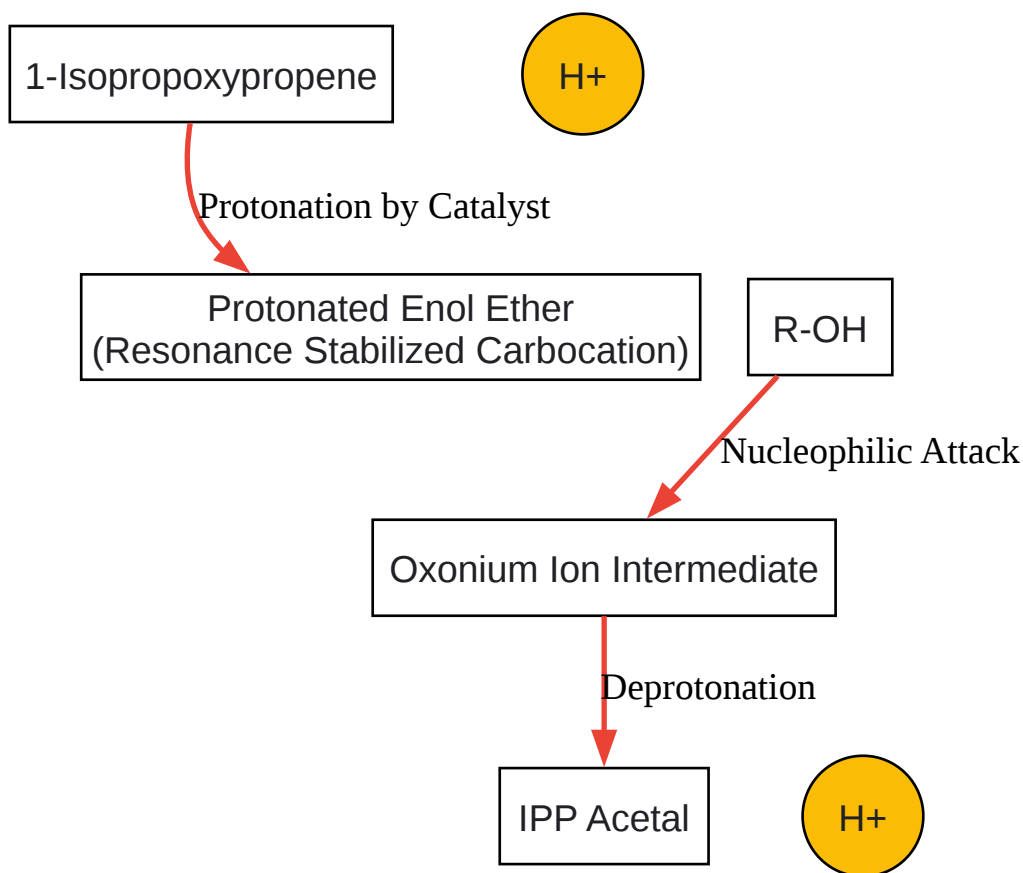 1-Isopropoxypropene
H+
Protonation by Catalyst
Protonated Enol Ether
(Resonance Stabilized Carbocation)
R-OH
Nucleophilic Attack
Oxonium Ion Intermediate
Deprotonation
IPP Acetal
H+